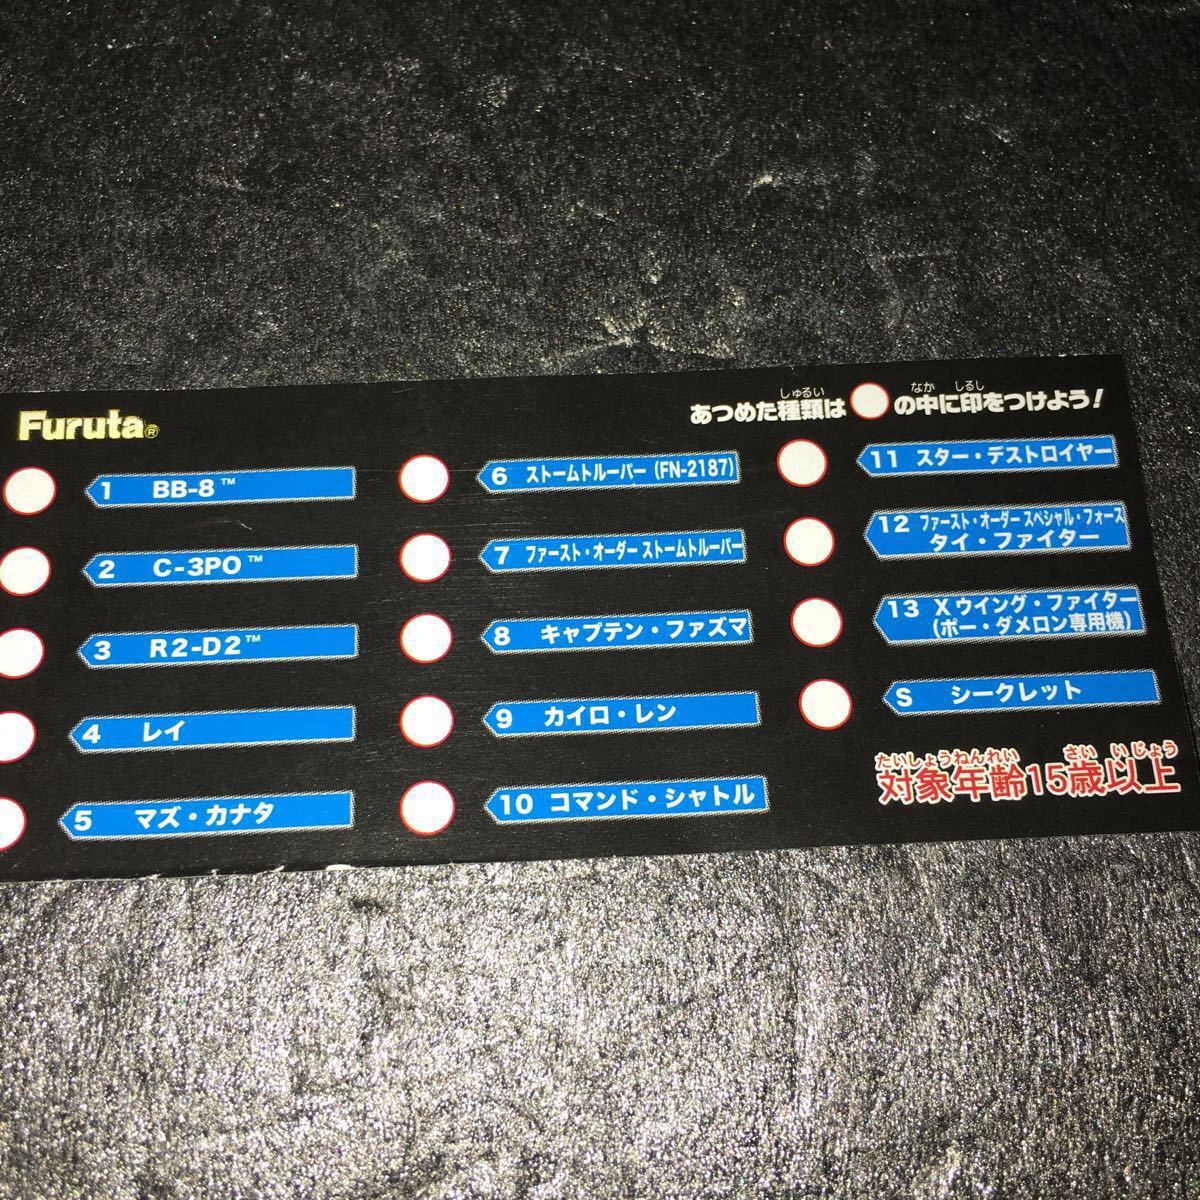 Furuta®
あつめた種類は の中に印をつけよう!
しゅるい なか しるし
1 BB-8™
2 C-3PO™
3 R2-D2™
4 レイ
5 マズ・カナタ
6 ストームトルーパー (FN-2187)
7 ファースト・オーダー ストームトルーパー
8 キャプテン・ファズマ
9 カイロ・レン
10 コマンド・シャトル
11 スター・デストロイヤー
12 ファースト・オーダー スペシャル・フォース
タイ・ファイター
13 Xウイング・ファイター
(ポー・ダメロン専用機)
S シークレット
たいしょうねんれい さい いじょう
対象年齢15歳以上